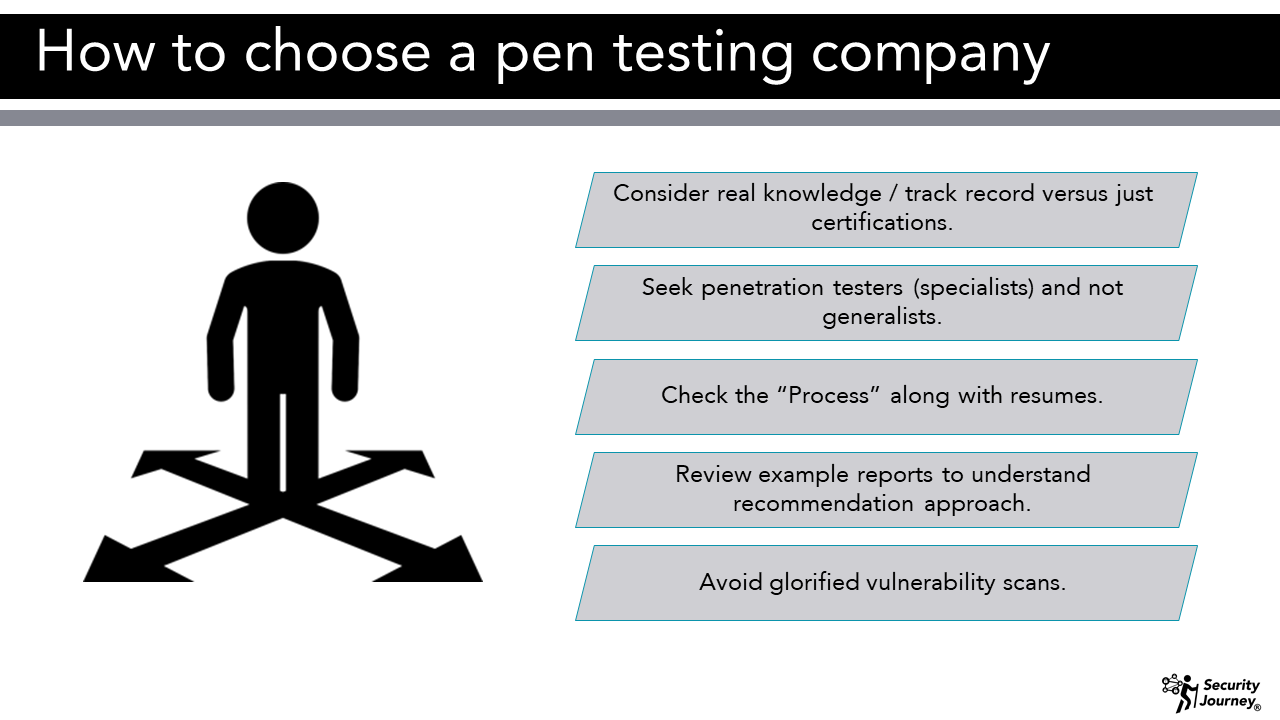 How to choose a pen testing company
Consider real knowledge / track record versus just
certifications.
Seek penetration testers (specialists) and not
generalists.
Check the “Process” along with resumes.
Review example reports to understand
recommendation approach.
Avoid glorified vulnerability scans.
Security
Journey®